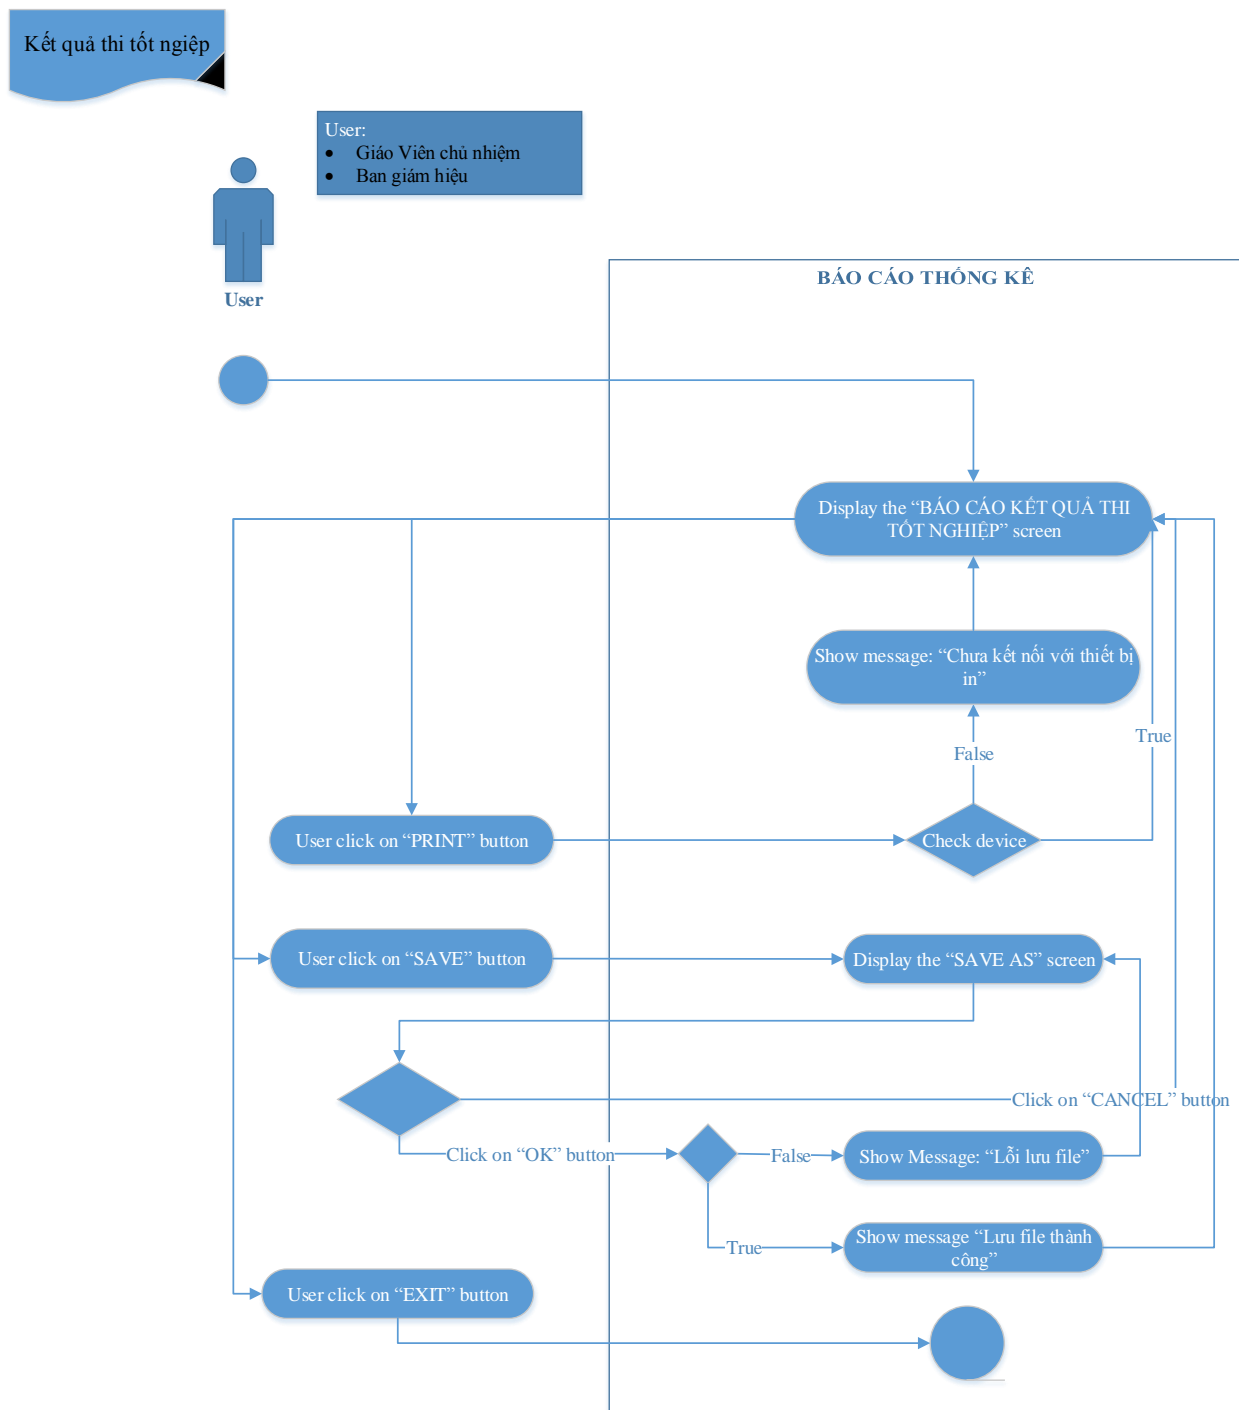 Kết quả thi tốt ngiệp
User:
• Giáo Viên chủ nhiệm
• Ban giám hiệu
User
BÁO CÁO THỐNG KÊ
Display the “BÁO CÁO KẾT QUẢ THI
TỐT NGHIỆP” screen
Show message: “Chưa kết nối với thiết bị
in”
True
False
User click on “PRINT” button
Check device
User click on “SAVE” button
Display the “SAVE AS” screen
Click on “CANCEL” button
Click on “OK” button
False
Show Message: “Lỗi lưu file”
True
Show message “Lưu file thành
công”
User click on “EXIT” button